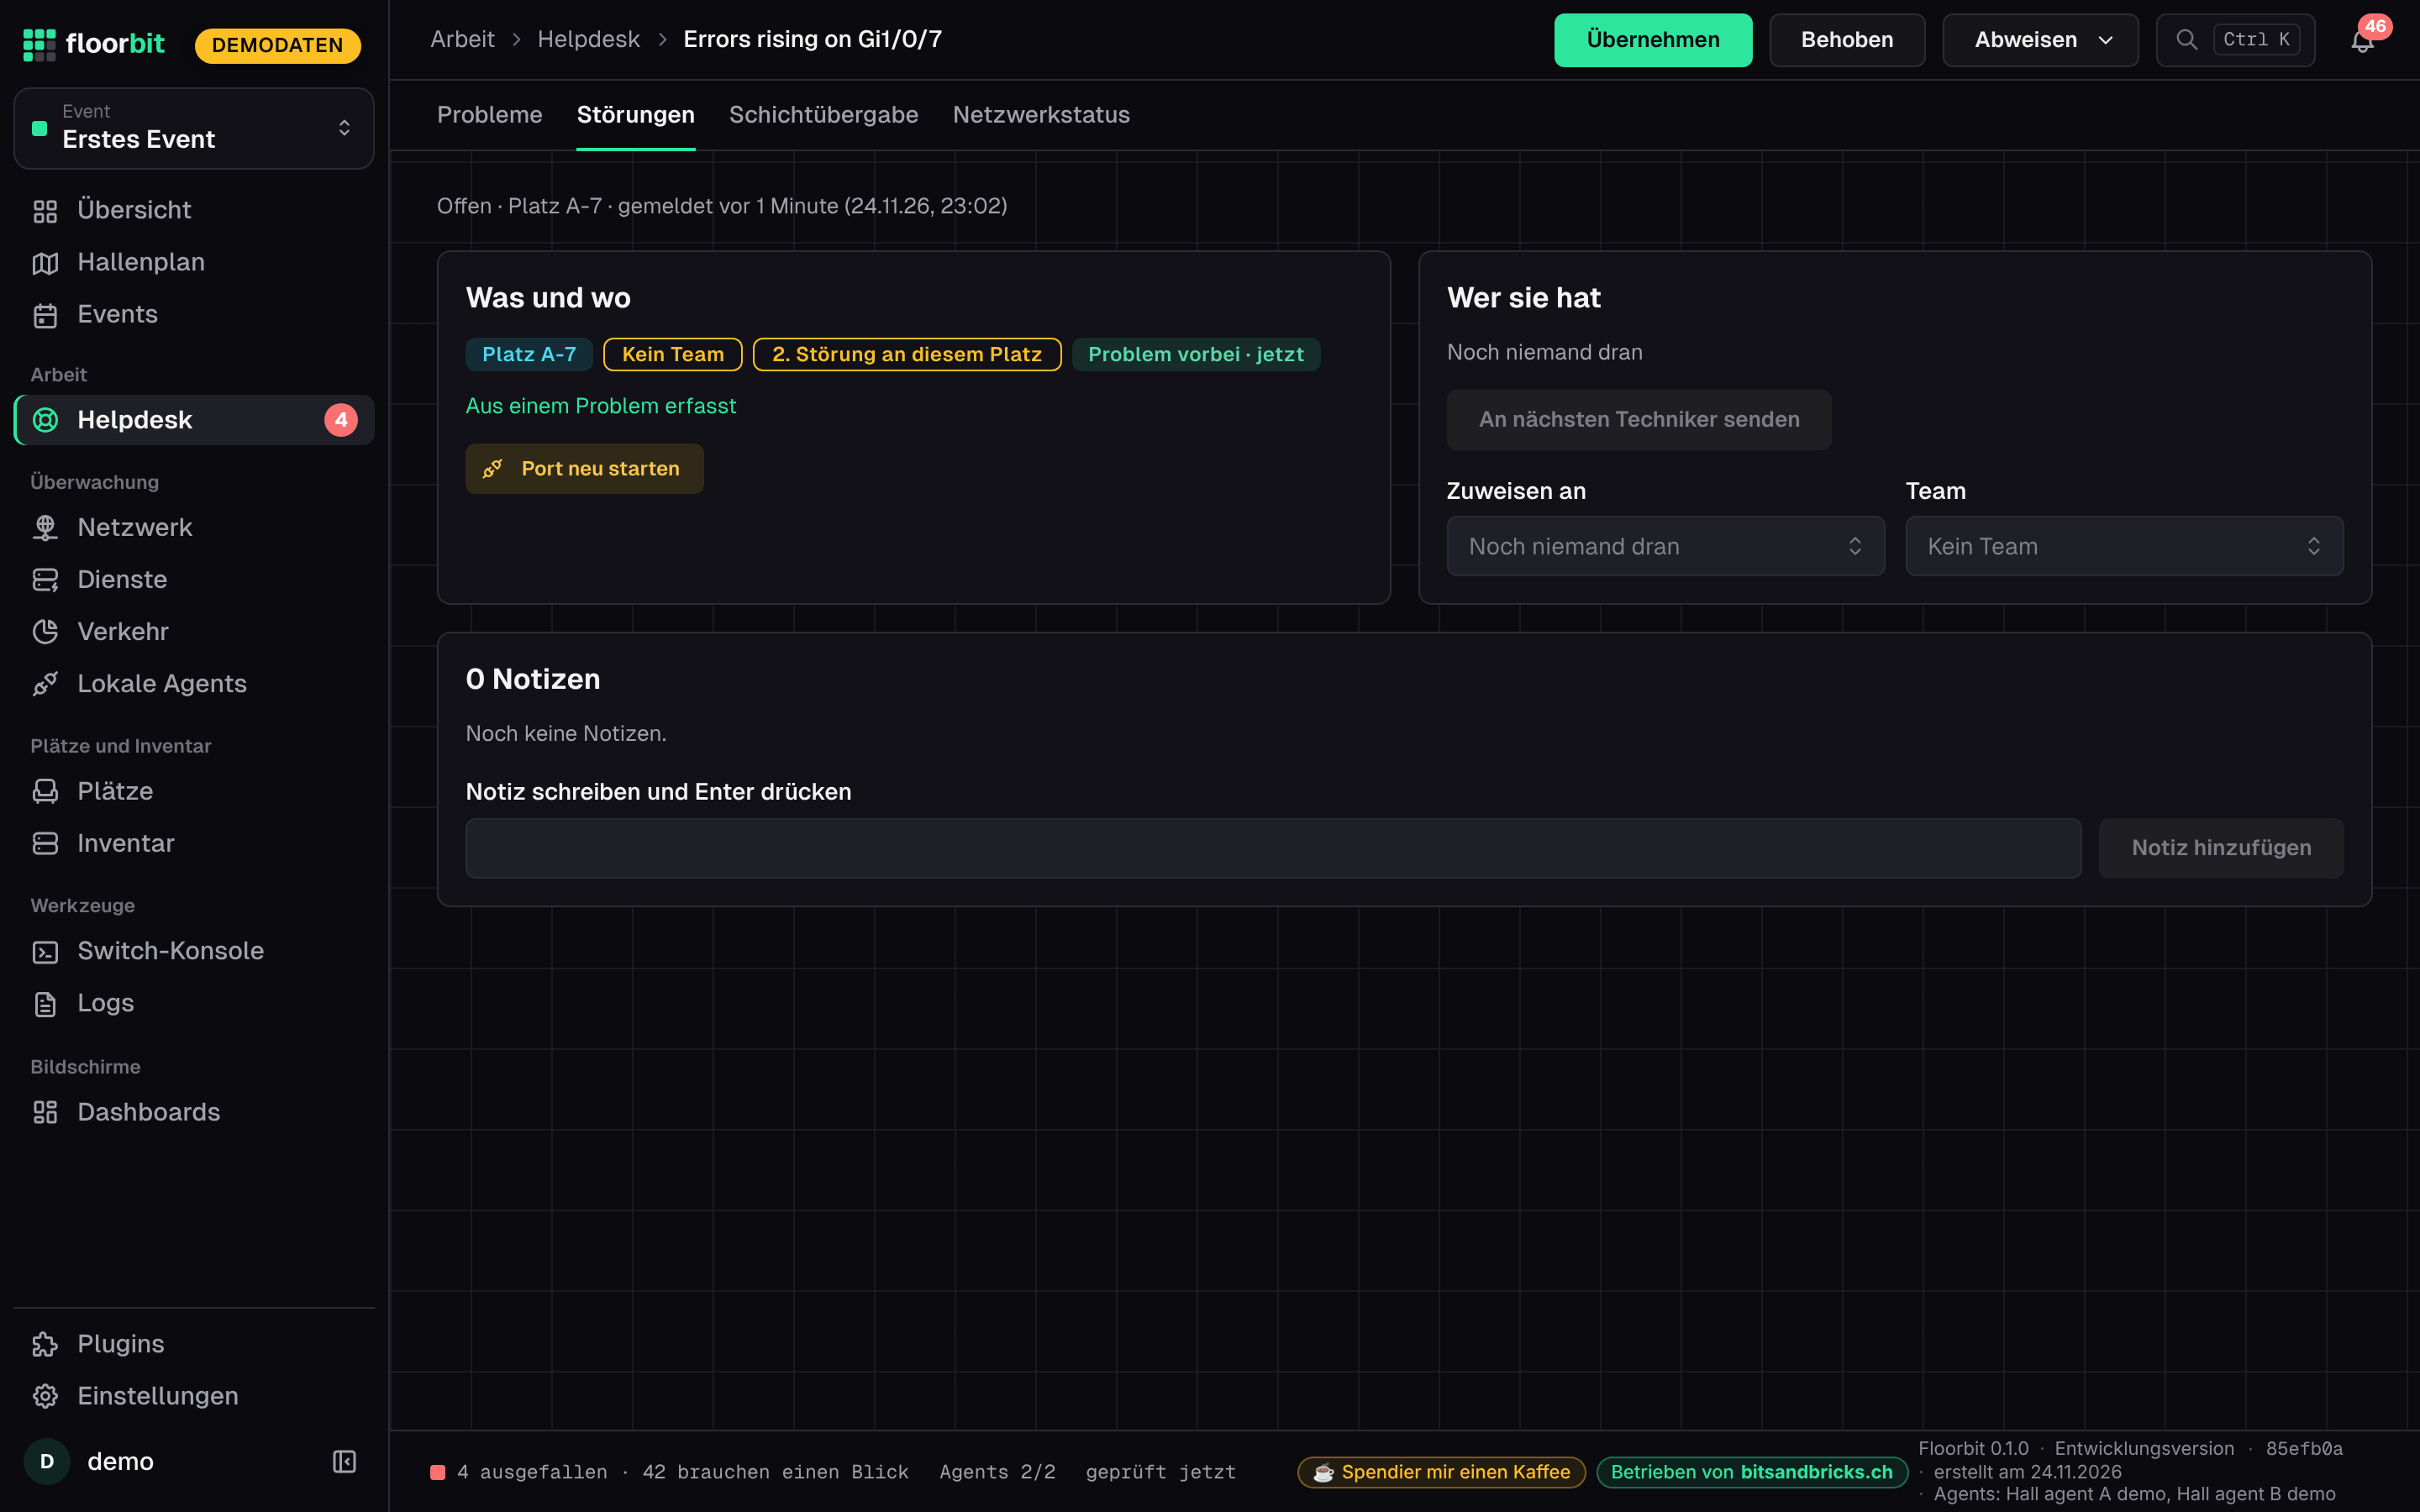 floorbit
DEMODATEN
Event
Erstes Event
Übersicht
Hallenplan
Events
Arbeit
Helpdesk
4
Überwachung
Netzwerk
Dienste
Verkehr
Lokale Agents
Plätze und Inventar
Plätze
Inventar
Werkzeuge
Switch-Konsole
Logs
Bildschirme
Dashboards
Plugins
Einstellungen
D
demo
Arbeit
Helpdesk
Errors rising on Gi1/0/7
Übernehmen
Behoben
Abweisen
Ctrl K
46
Probleme
Störungen
Schichtübergabe
Netzwerkstatus
Offen · Platz A-7 · gemeldet vor 1 Minute (24.11.26, 23:02)
Was und wo
Platz A-7
Kein Team
2. Störung an diesem Platz
Problem vorbei · jetzt
Aus einem Problem erfasst
Port neu starten
Wer sie hat
Noch niemand dran
An nächsten Techniker senden
Zuweisen an
Team
Noch niemand dran
Kein Team
0 Notizen
Noch keine Notizen.
Notiz schreiben und Enter drücken
Notiz hinzufügen
4 ausgefallen · 42 brauchen einen Blick
Agents 2/2
geprüft jetzt
☕ Spendier mir einen Kaffee
Betrieben von bitsandbricks.ch
Floorbit 0.1.0 · Entwicklungsversion · 85efb0a
· erstellt am 24.11.2026
· Agents: Hall agent A demo, Hall agent B demo